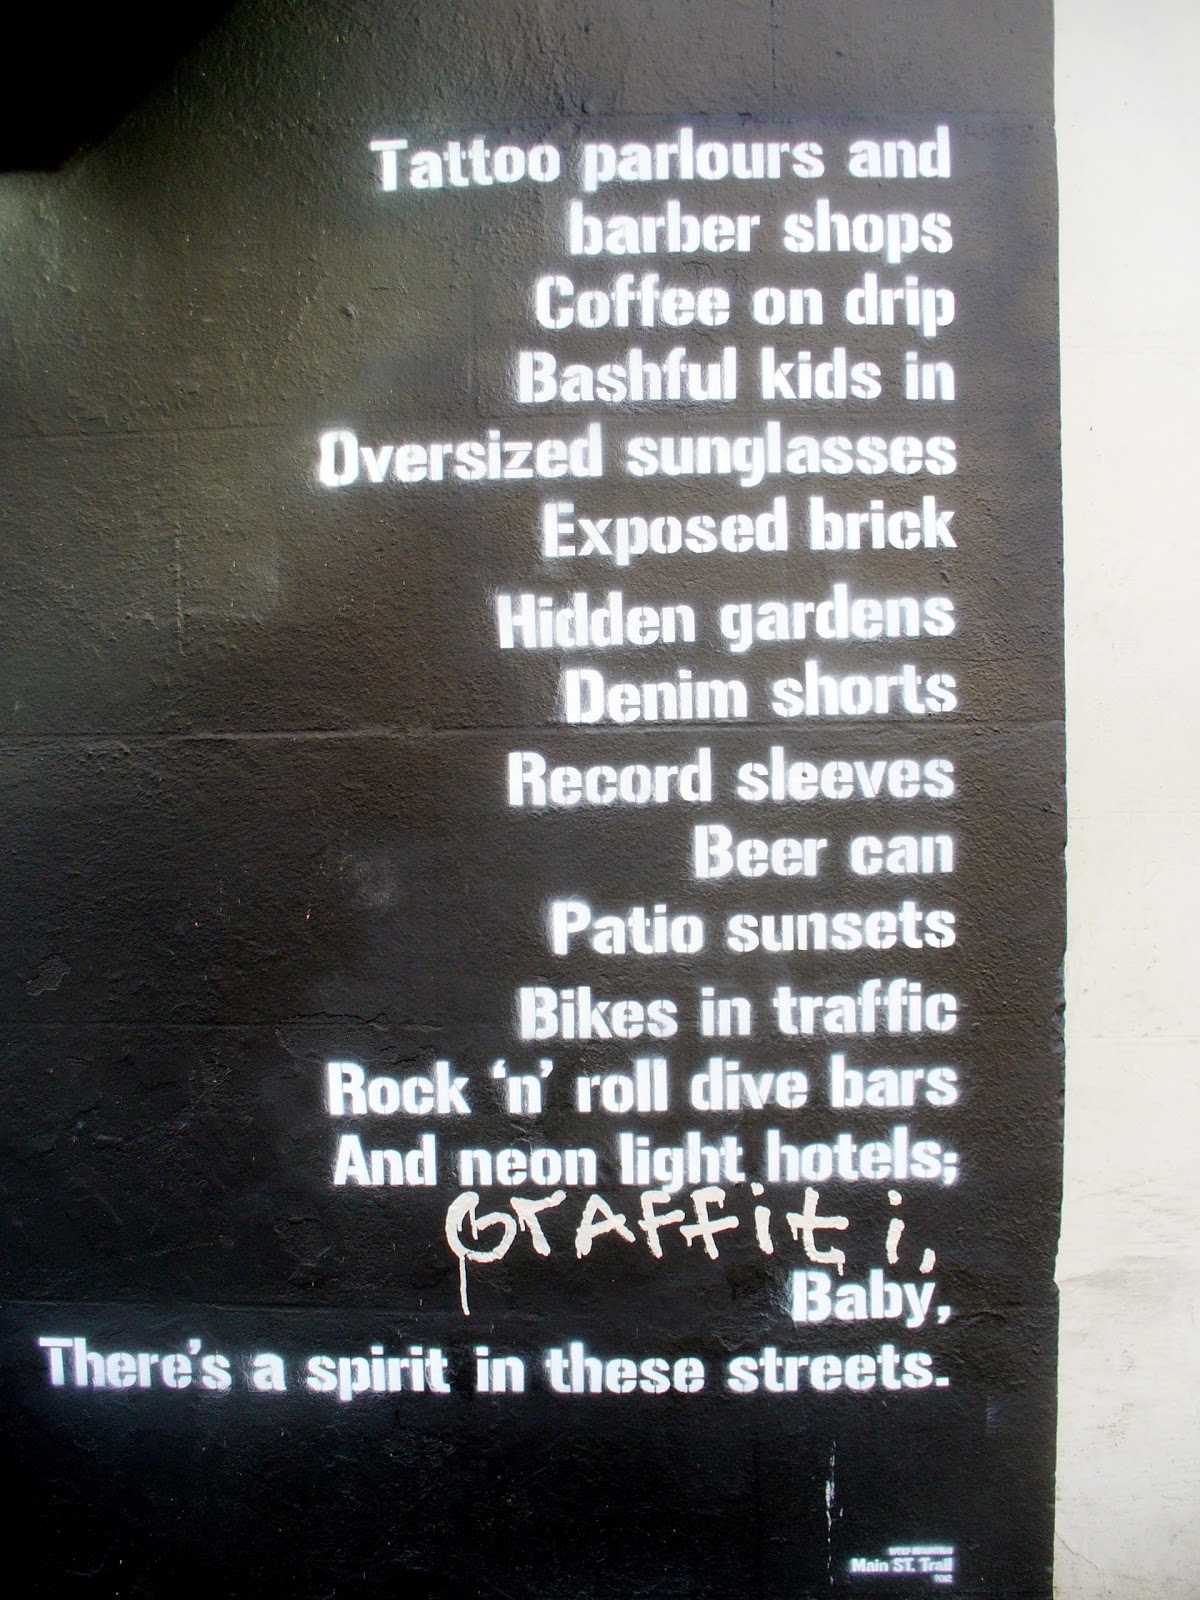 Tattoo parlours and
barber shops
Coffee on drip
Bashful kids in
Oversized sunglasses
Exposed brick
Hidden gardens
Denim shorts
Record sleeves
Beer can
Patio sunsets
Bikes in traffic
Rock ‘n’ roll dive bars
And neon light hotels;
GrAFFiti,
Baby,
There’s a spirit in these streets.
Main ST. Trail
2012